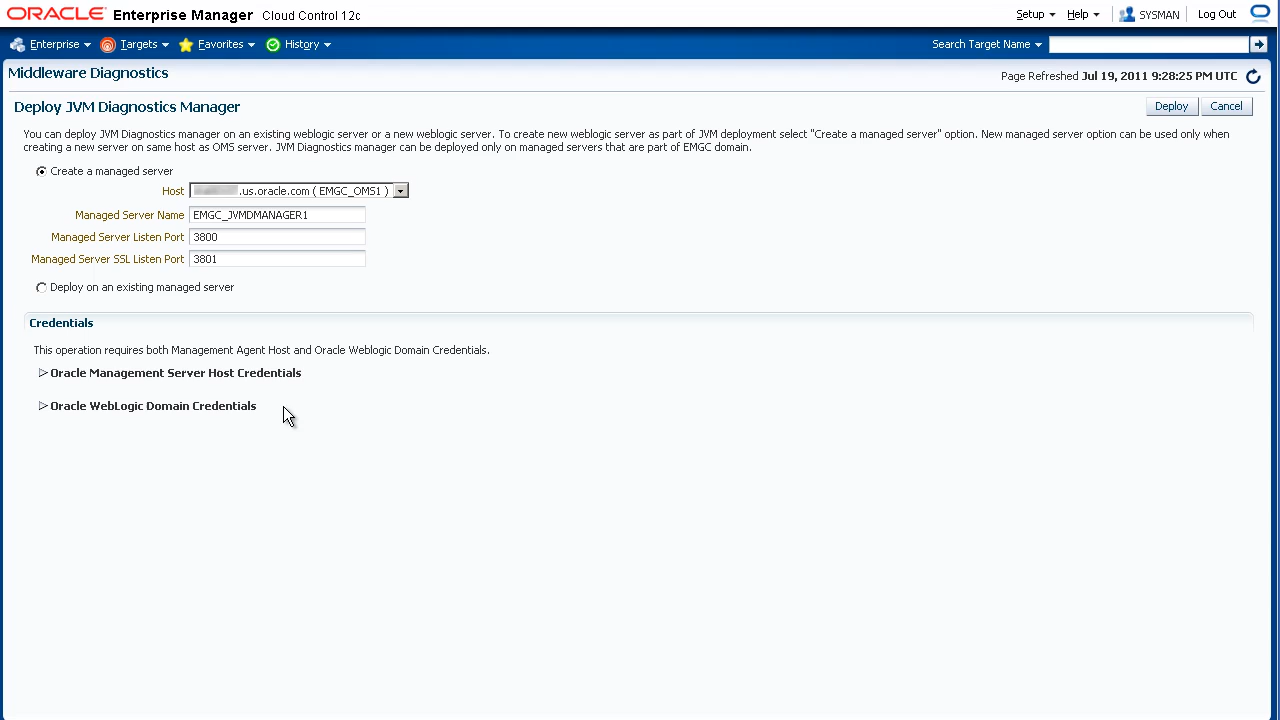 ORACLE Enterprise Manager Cloud Control 12c
Setup Help SYSMAN Log Out
Enterprise Targets Favorites History Search Target Name
Middleware Diagnostics
Page Refreshed Jul 19, 2011 9:28:25 PM UTC
Deploy JVM Diagnostics Manager
Deploy Cancel
You can deploy JVM Diagnostics manager on an existing weblogic server or a new weblogic server. To create new weblogic server as part of JVM deployment select "Create a managed server" option. New managed server option can be used only when
creating a new server on same host as OMS server. JVM Diagnostics manager can be deployed only on managed servers that are part of EMGC domain.
Create a managed server
Host .us.oracle.com ( EMGC_OMS1 )
Managed Server Name EMGC_JVMDMANAGER1
Managed Server Listen Port 3800
Managed Server SSL Listen Port 3801
Deploy on an existing managed server
Credentials
This operation requires both Management Agent Host and Oracle Weblogic Domain Credentials.
Oracle Management Server Host Credentials
Oracle WebLogic Domain Credentials